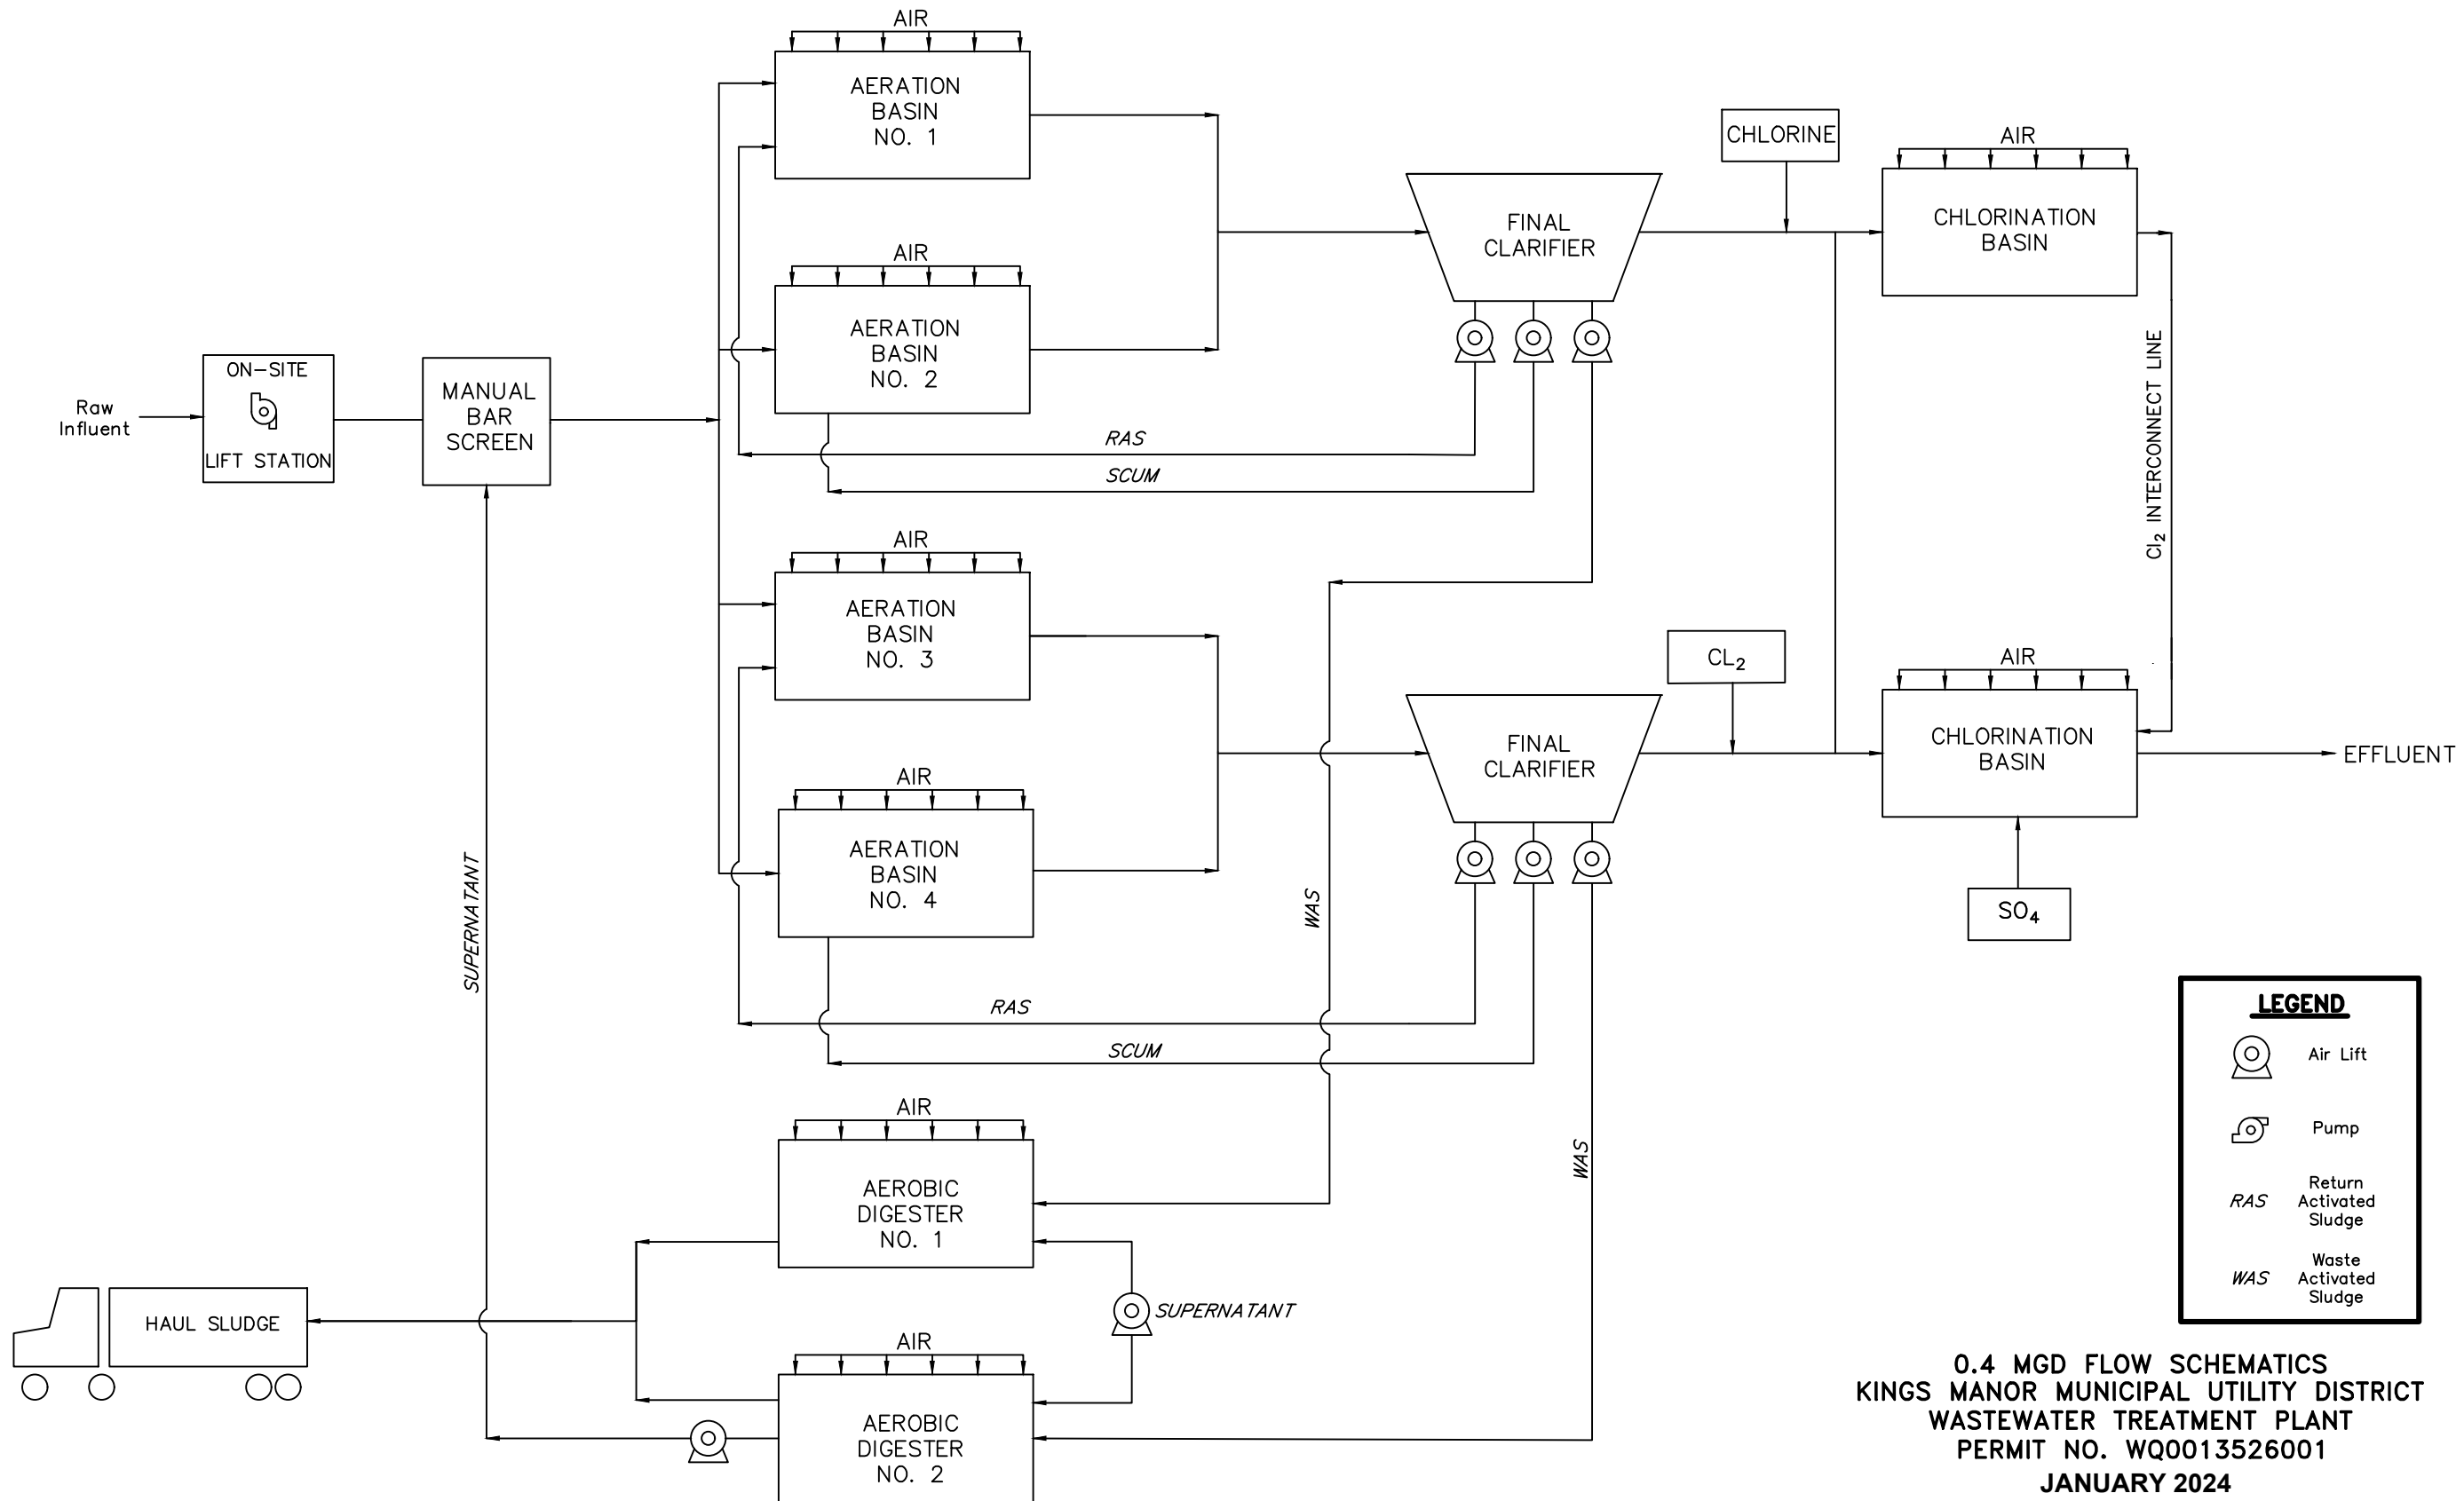 AIR
AERATION
BASIN
NO. 1
AIR
AERATION
BASIN
NO. 2
Raw
Influent
ON-SITE
LIFT STATION
MANUAL
BAR
SCREEN
RAS
SCUM
FINAL
CLARIFIER
CHLORINE
AIR
CHLORINATION
BASIN
Cl₂ INTERCONNECT LINE
AIR
AERATION
BASIN
NO. 3
AIR
AERATION
BASIN
NO. 4
FINAL
CLARIFIER
CL₂
AIR
CHLORINATION
BASIN
EFFLUENT
SO₄
SUPERNATANT
WAS
RAS
SCUM
WAS
AIR
AEROBIC
DIGESTER
NO. 1
SUPERNATANT
HAUL SLUDGE
AIR
AEROBIC
DIGESTER
NO. 2
LEGEND
Air Lift
Pump
RAS Return
Activated
Sludge
WAS Waste
Activated
Sludge
0.4 MGD FLOW SCHEMATICS
KINGS MANOR MUNICIPAL UTILITY DISTRICT
WASTEWATER TREATMENT PLANT
PERMIT NO. WQ0013526001
JANUARY 2024